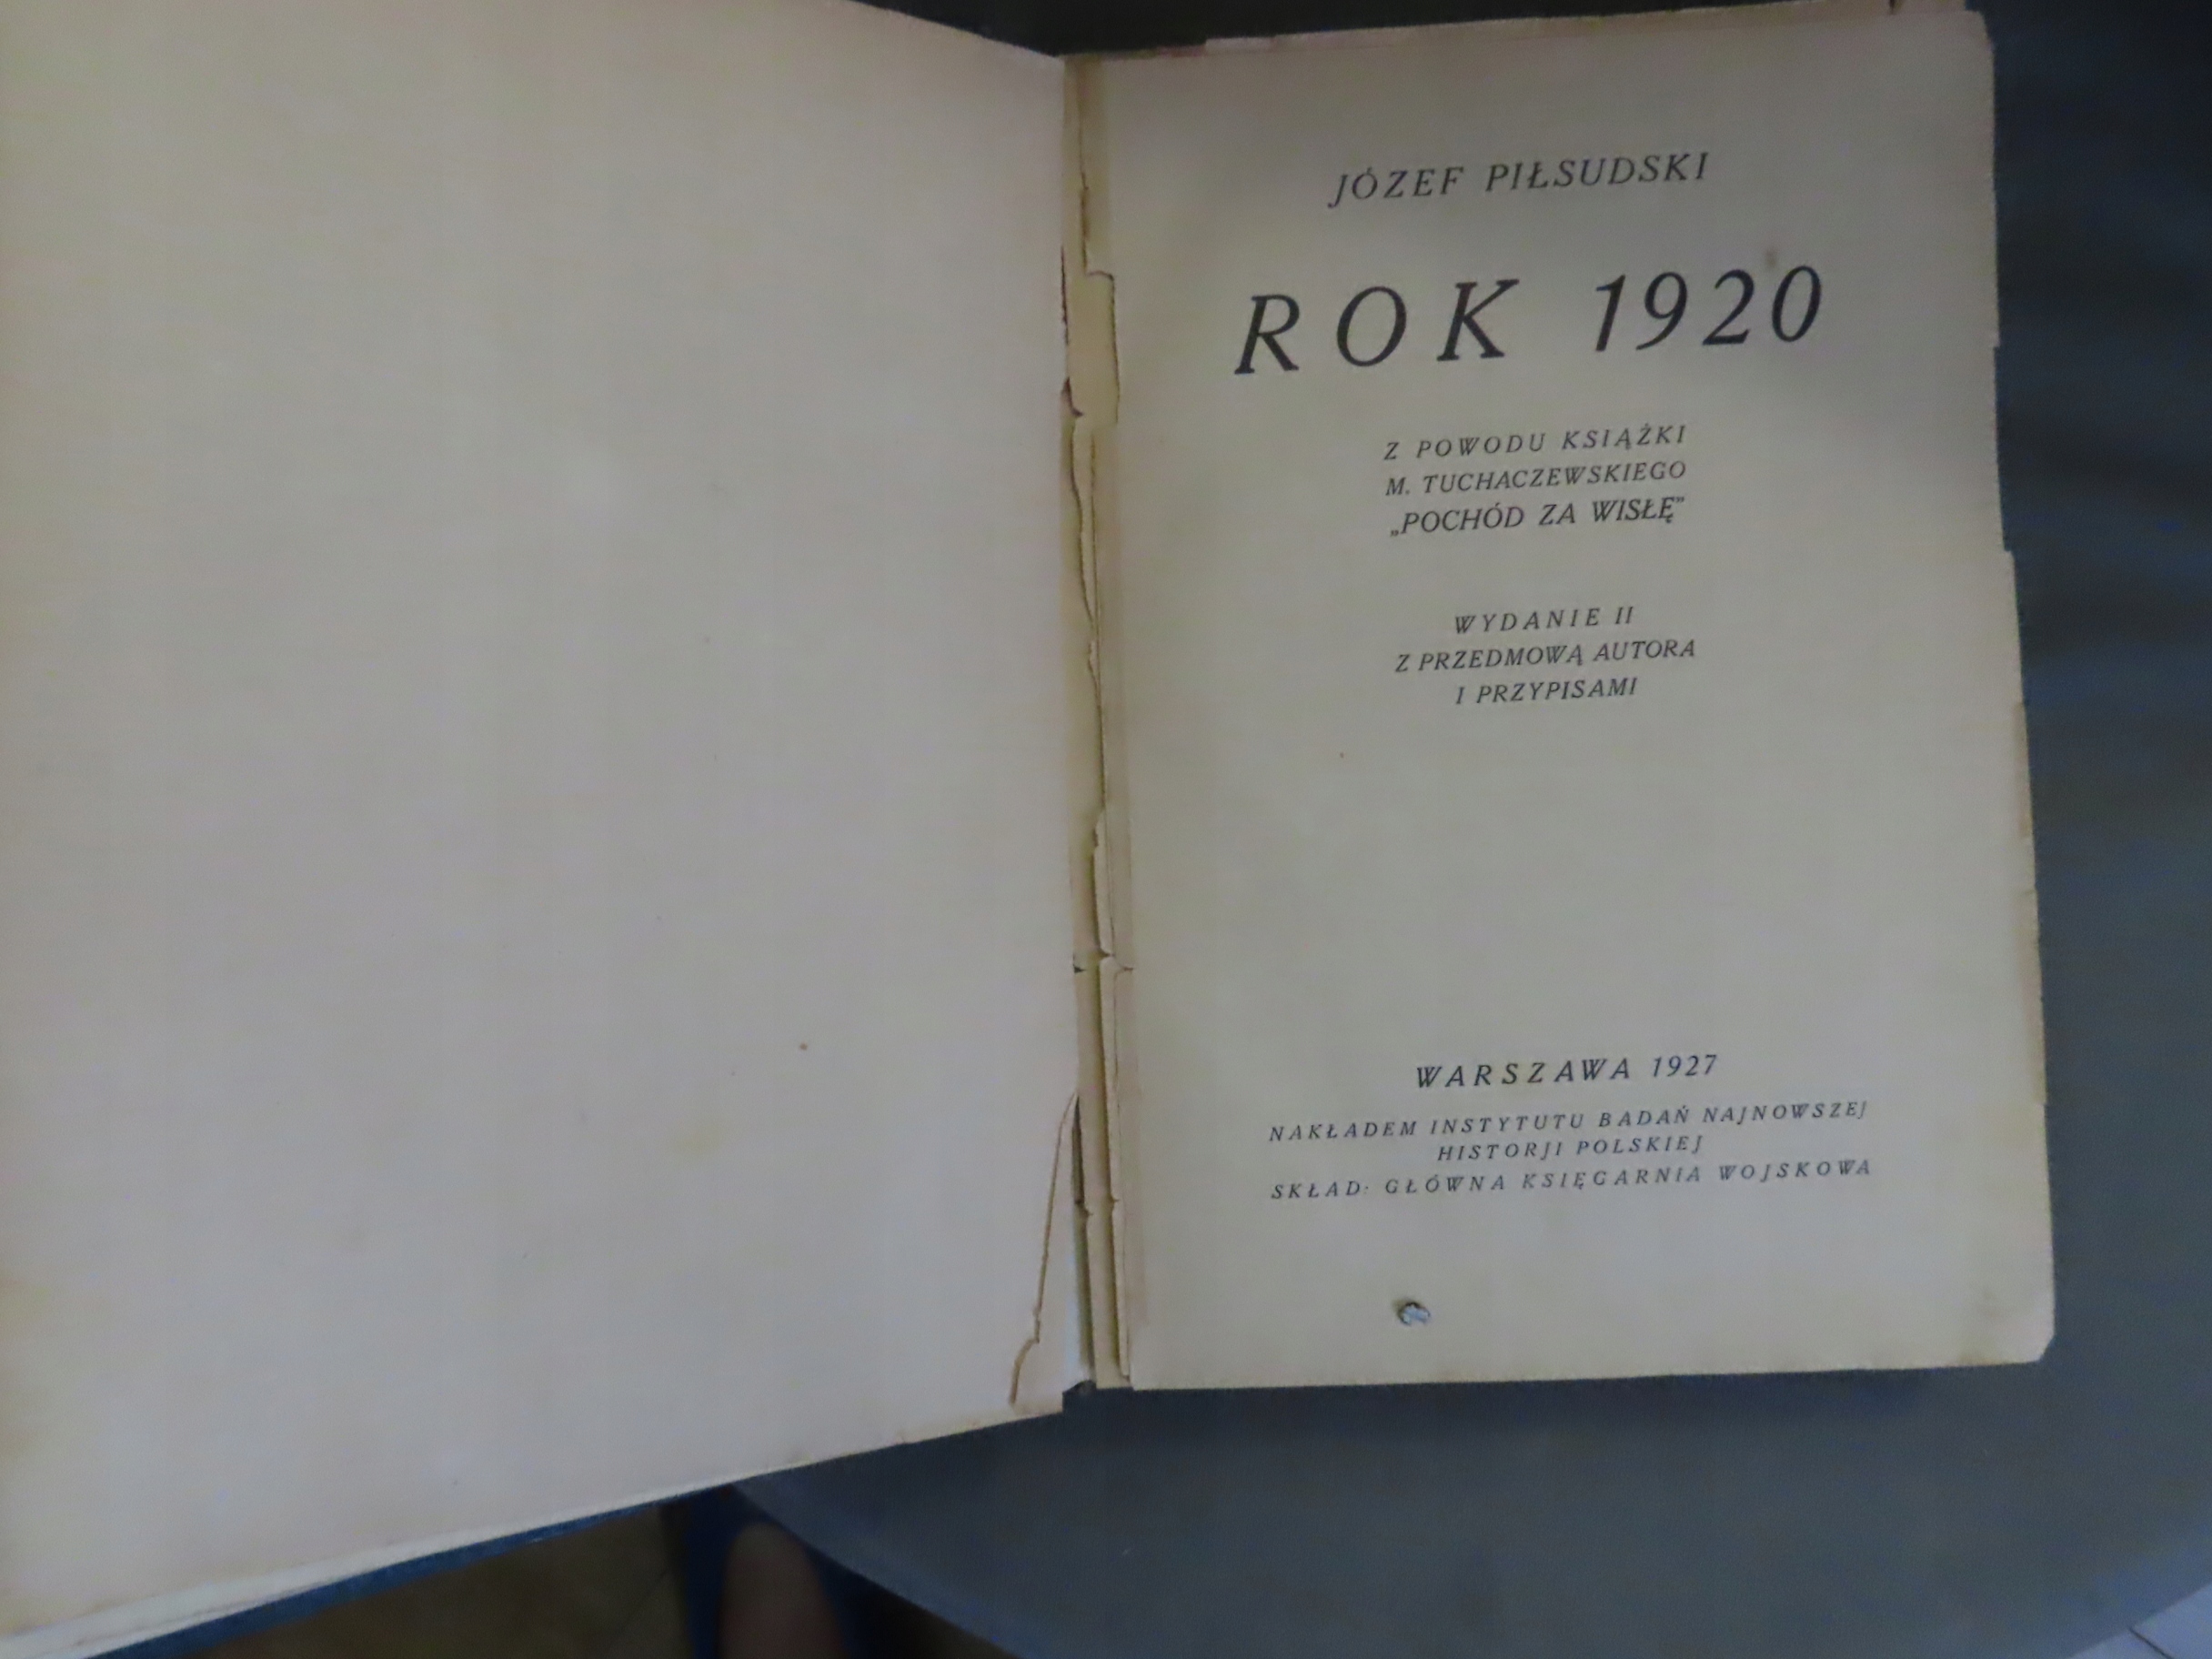 JÓZEF PIŁSUDSKI
ROK 1920
Z POWODU KSIĄŻKI
M. TUCHACZEWSKIEGO
„POCHÓD ZA WISŁĘ”
WYDANIE II
Z PRZEDMOWĄ AUTORA
I PRZYPISAMI
WARSZAWA 1927
NAKŁADEM INSTYTUTU BADAŃ NAJNOWSZEJ
HISTORJI POLSKIEJ
SKŁAD: GŁÓWNA KSIĘGARNIA WOJSKOWA